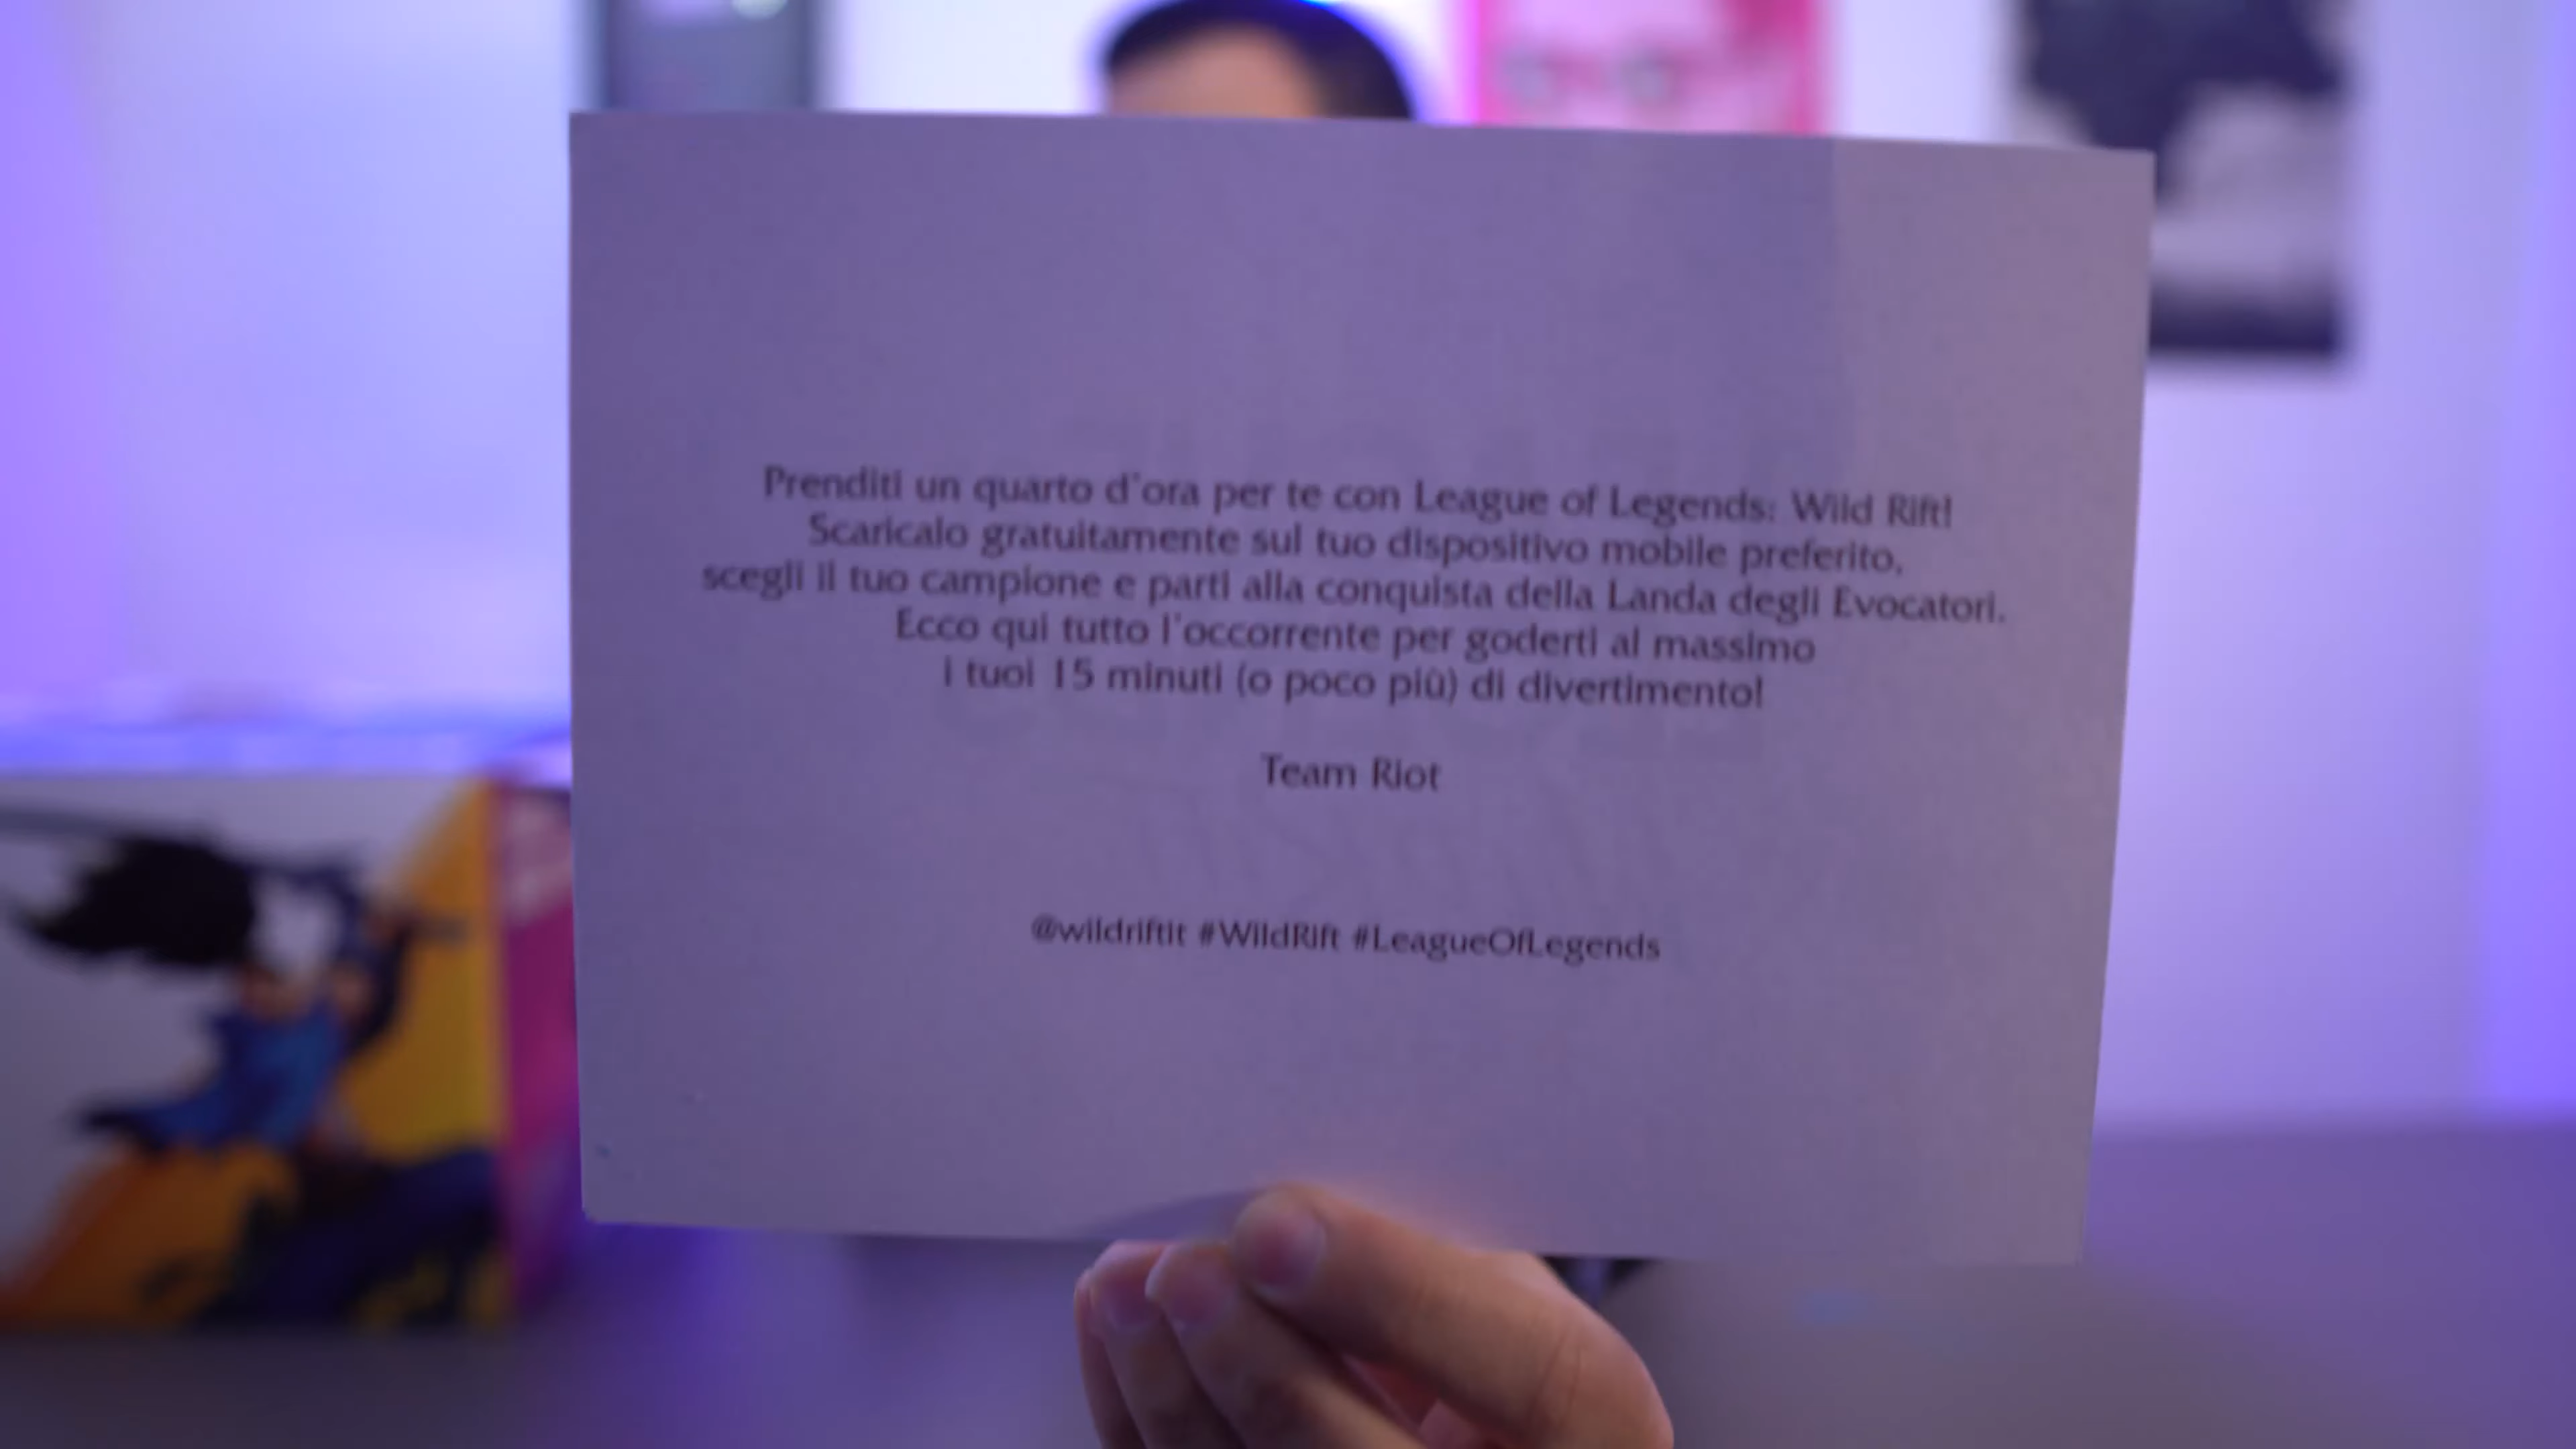 Prenditi un quarto d'ora per te con League of Legends: Wild Rift!
Scaricalo gratuitamente sul tuo dispositivo mobile preferito,
scegli il tuo campione e parti alla conquista della Landa degli Evocatori.
Ecco qui tutto l'occorrente per goderti al massimo
i tuoi 15 minuti (o poco più) di divertimento!
Team Riot
@wildriftit #WildRift #LeagueOfLegends